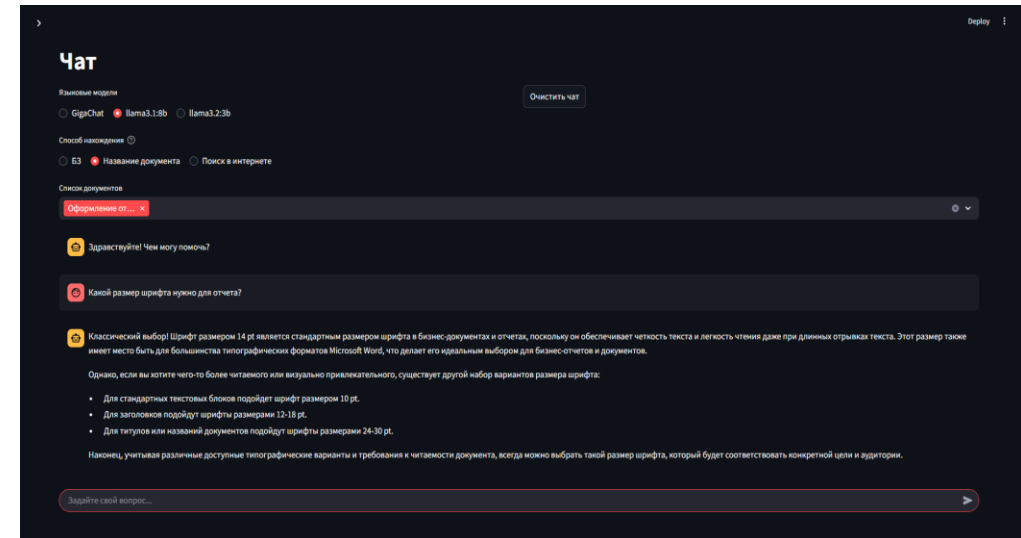 Deploy
Чат
Языковые модели
Очистить чат
GigaChat llama3.1:8b llama3.2:3b
Способ нахождения
БЗ Название документа Поиск в интернете
Список документов
Оформление от... ×
Здравствуйте! Чем могу помочь?
Какой размер шрифта нужно для отчета?
Классический выбор! Шрифт размером 14 pt является стандартным размером шрифта в бизнес-документах и отчетах, поскольку он обеспечивает четкость текста и легкость чтения даже при длинных отрывках текста. Этот размер также
имеет место быть для большинства типографических форматов Microsoft Word, что делает его идеальным выбором для бизнес-отчетов и документов.
Однако, если вы хотите чего-то более читаемого или визуально привлекательного, существует другой набор вариантов размера шрифта:
• Для стандартных текстовых блоков подойдет шрифт размером 10 pt.
• Для заголовков подойдут шрифты размерами 12-18 pt.
• Для титулов или названий документов подойдут шрифты размерами 24-30 pt.
Наконец, учитывая различные доступные типографические варианты и требования к читаемости документа, всегда можно выбрать такой размер шрифта, который будет соответствовать конкретной цели и аудитории.
Задайте свой вопрос...